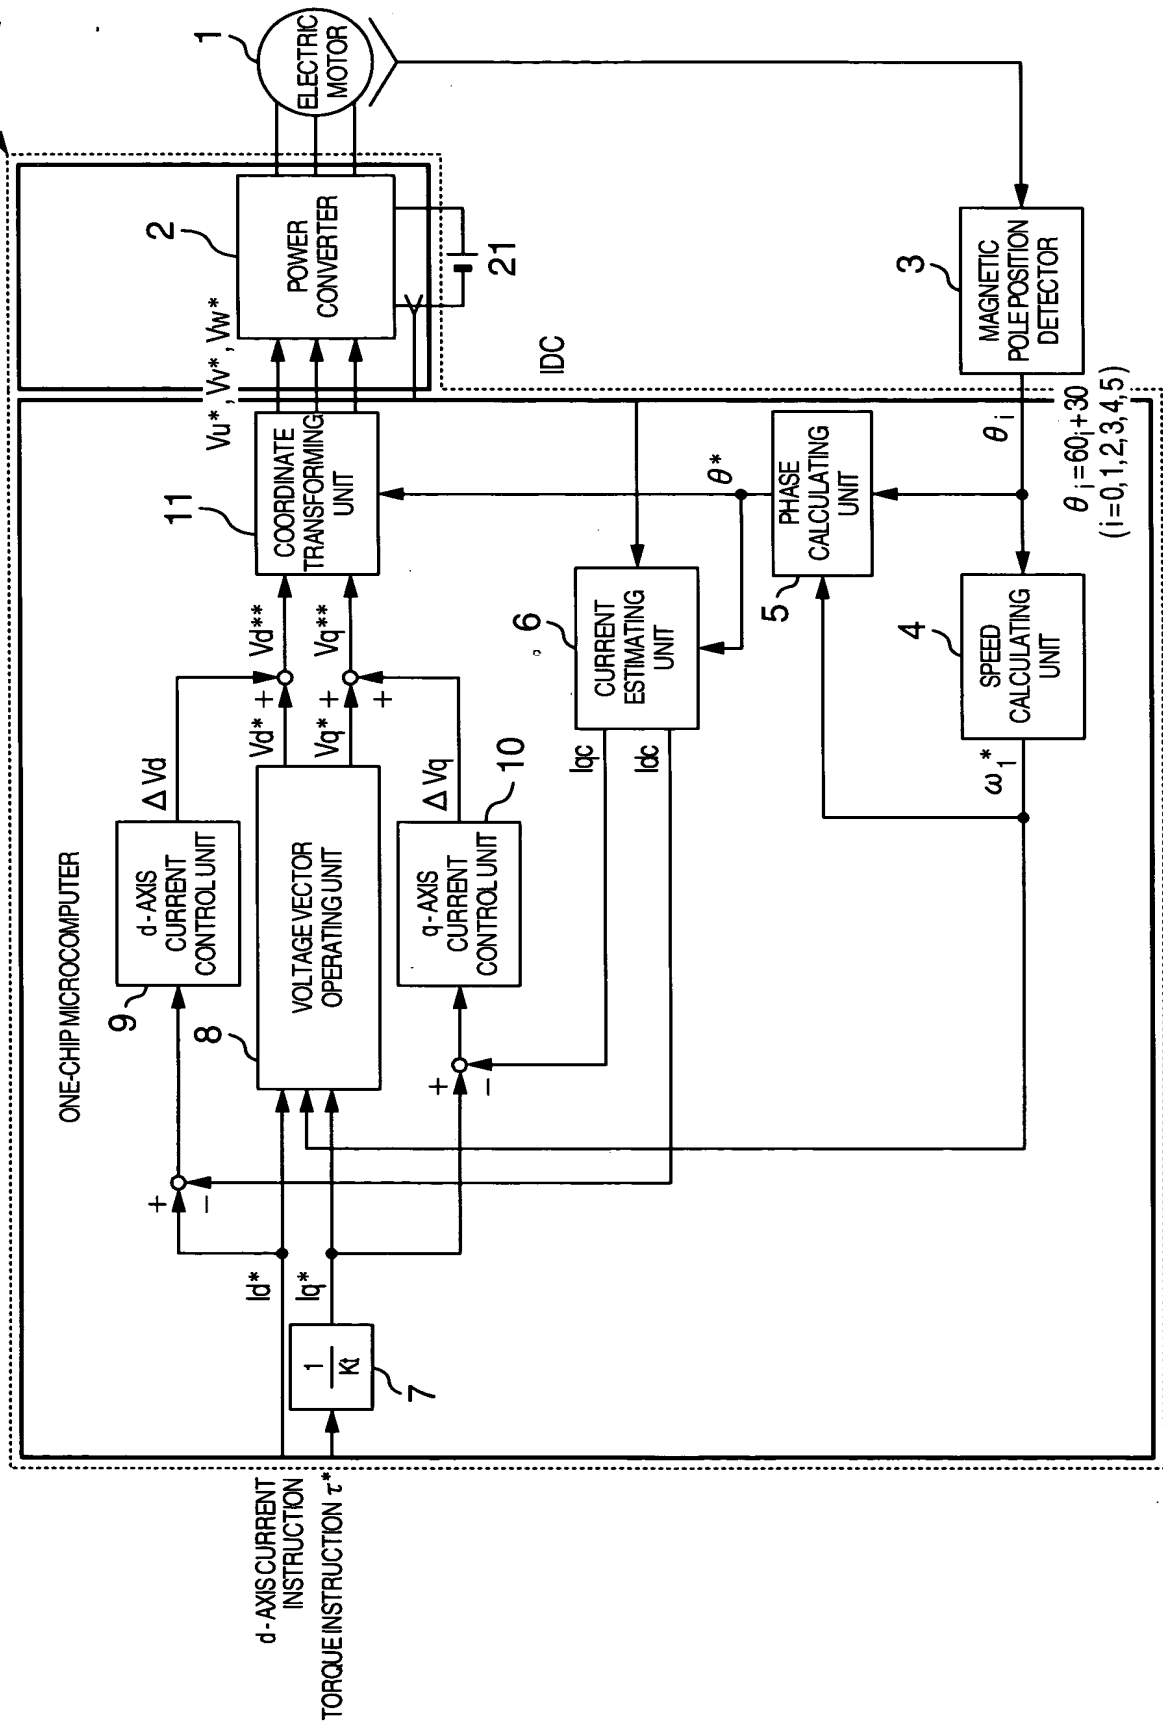 ONE-CHIP MICROCOMPUTER
d-AXIS CURRENT
INSTRUCTION
TORQUE INSTRUCTION τ*
1
Kt
7
Id*
Iq*
+
−
+
−
9
d-AXIS
CURRENT
CONTROL UNIT
ΔVd
8
VOLTAGE VECTOR
OPERATING UNIT
Vd*
+
Vq*
+
+
Vd**
Vq**
q-AXIS
CURRENT
CONTROL UNIT
10
ΔVq
Iqc
Idc
6
CURRENT
ESTIMATING
UNIT
11
COORDINATE
TRANSFORMING
UNIT
Vu*, Vv*, Vw*
2
POWER
CONVERTER
21
IDC
1
ELECTRIC
MOTOR
3
MAGNETIC
POLE POSITION
DETECTOR
θi
θi=60i+30
(i=0,1,2,3,4,5)
θ*
5
PHASE
CALCULATING
UNIT
4
SPEED
CALCULATING
UNIT
ω1*